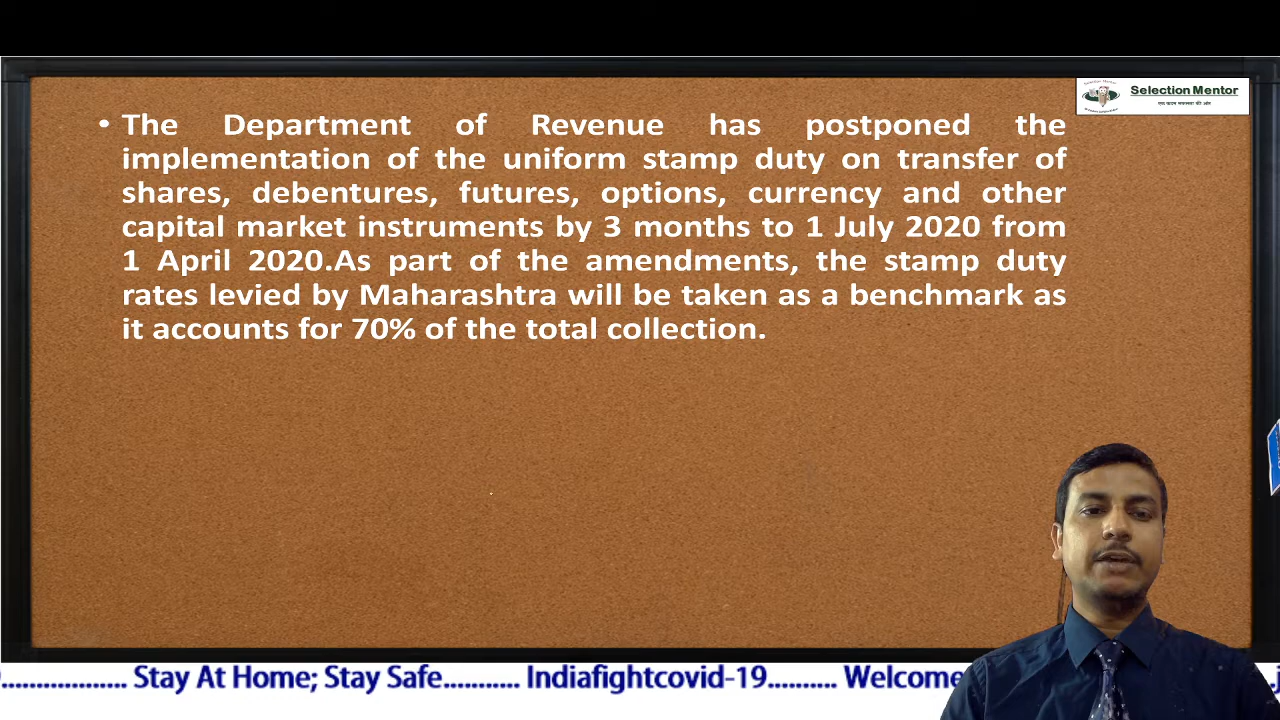 Selection Mentor
• The Department of Revenue has postponed the
implementation of the uniform stamp duty on transfer of
shares, debentures, futures, options, currency and other
capital market instruments by 3 months to 1 July 2020 from
1 April 2020.As part of the amendments, the stamp duty
rates levied by Maharashtra will be taken as a benchmark as
it accounts for 70% of the total collection.
.................. Stay At Home; Stay Safe........... Indiafightcovid-19.......... Welcome